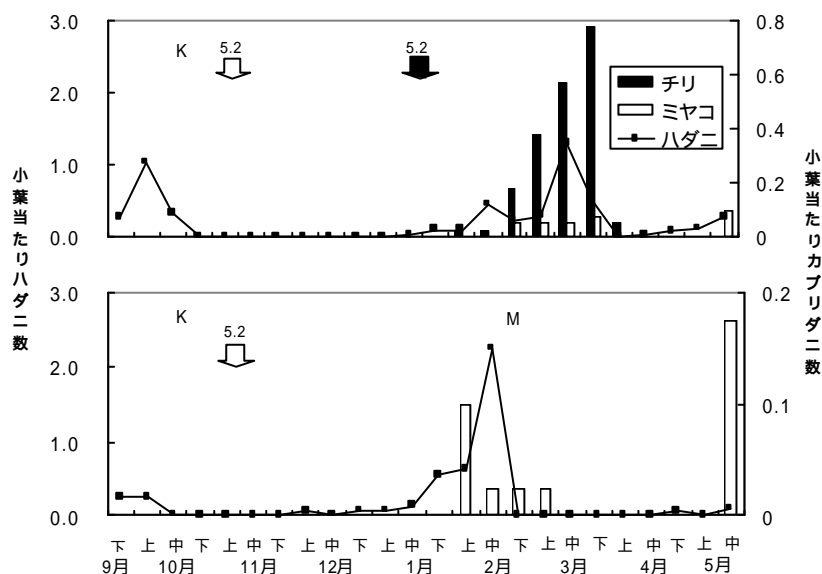 小葉当たりハダニ数
3.0
2.0
1.0
0.0
K
5.2
5.2
チリ
ミヤコ
ハダニ
0.8
0.6
0.4
0.2
0
小葉当たりカブリダニ数
3.0
2.0
1.0
0.0
K
5.2
M
0.2
0.1
0
下 上 中 下 上 中 下 上 中 下 上 中 下 上 中 下 上 中 下 上 中 下 上 中
9月 10月 11月 12月 1月 2月 3月 4月 5月